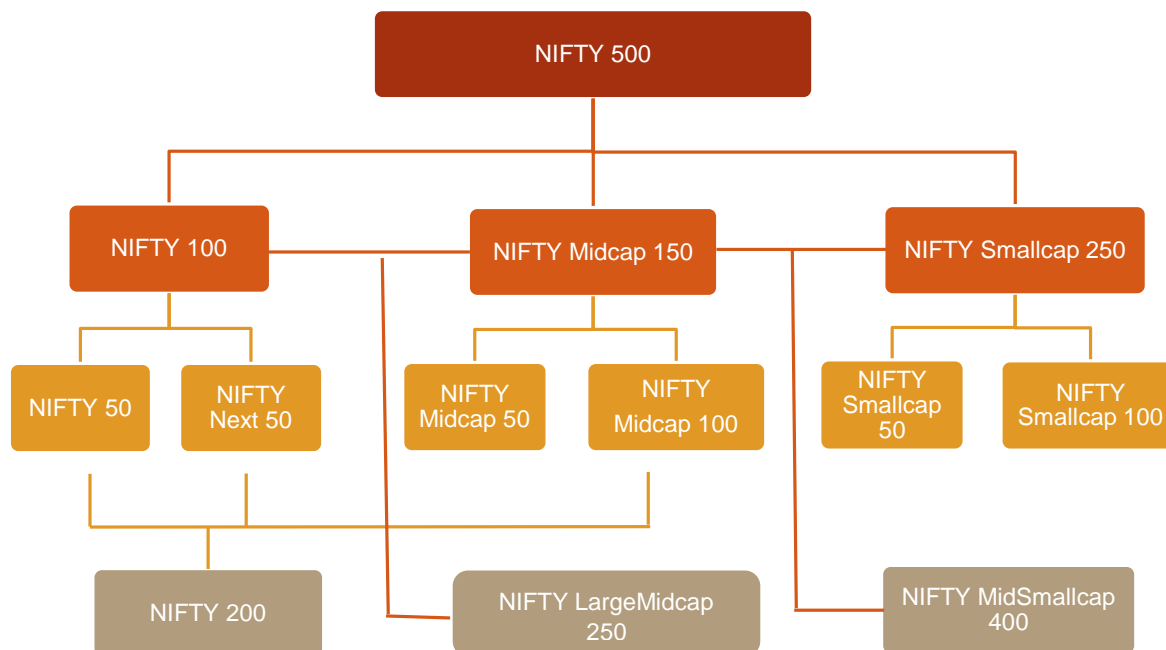 NIFTY 500
NIFTY 100
NIFTY Midcap 150
NIFTY Smallcap 250
NIFTY 50
NIFTY
Next 50
NIFTY
Midcap 50
NIFTY
Midcap 100
NIFTY
Smallcap
50
NIFTY
Smallcap 100
NIFTY 200
NIFTY LargeMidcap
250
NIFTY MidSmallcap
400